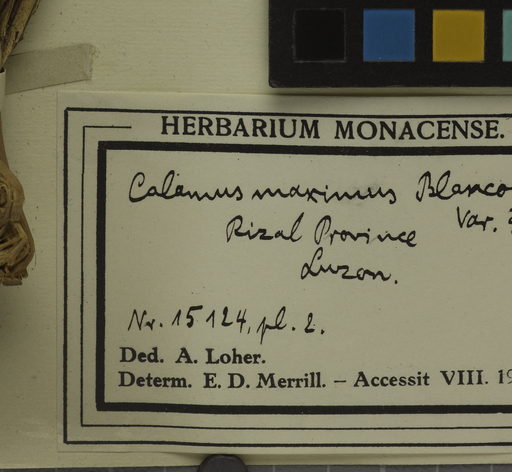 HERBARIUM MONACENSE.
Calamus maximus Blanco
Var.
Rizal Province
Luzon.
Nr. 15124, pl. 2.
Ded. A. Loher.
Determ. E. D. Merrill. – Accessit VIII.